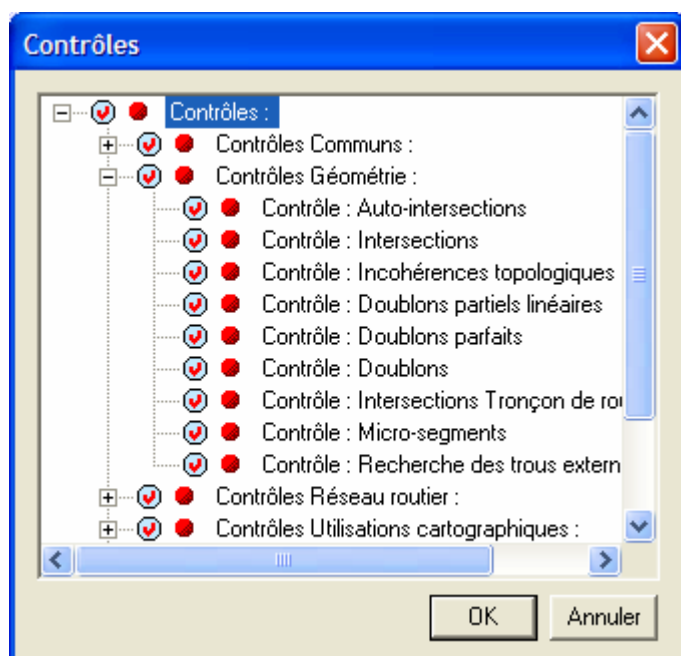 Contrôles
Contrôles :
Contrôles Communs :
Contrôles Géométrie :
Contrôle : Auto-intersections
Contrôle : Intersections
Contrôle : Incohérences topologiques
Contrôle : Doublons partiels linéaires
Contrôle : Doublons parfaits
Contrôle : Doublons
Contrôle : Intersections Tronçon de rou
Contrôle : Micro-segments
Contrôle : Recherche des trous extern
Contrôles Réseau routier :
Contrôles Utilisations cartographiques :
OK Annuler